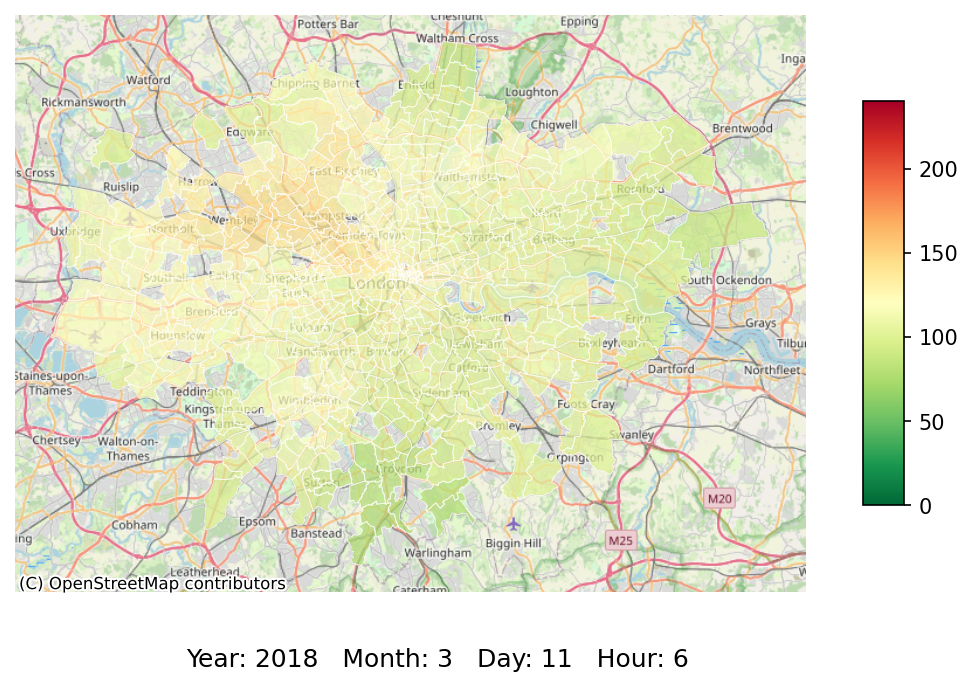 Potters Bar
Cheshunt
Epping
Waltham Cross
Inga
Watford
Chipping Barnet
Enfield
Loughton
Rickmansworth
Chigwell
Brentwood
Edgware
s Cross
Ruislip
Harrow
East Finchley
Walthamstow
Romford
Wembley
Hampstead
Ilford
Uxbridge
Northolt
Camden Town
Stratford
Barking
Southall
Ealing
Shepherd's
Bush
London
South Ockendon
Brentford
Greenwich
Erith
Grays
Hounslow
Fulham
Wandsworth
Lewisham
Bexleyheath
Tilbur
Staines-upon-
Thames
Catford
Dartford
Northfleet
Teddington
Wimbledon
Sydenham
Kingston upon
Thames
Foots Cray
Chertsey
Walton-on-
Thames
Bromley
Swanley
Orpington
Croydon
Sutton
M20
ng
Cobham
Epsom
Banstead
Biggin Hill
M25
Warlingham
Leatherhead
Caterham
W
(C) OpenStreetMap contributors
200
150
100
50
0
Year: 2018 Month: 3 Day: 11 Hour: 6